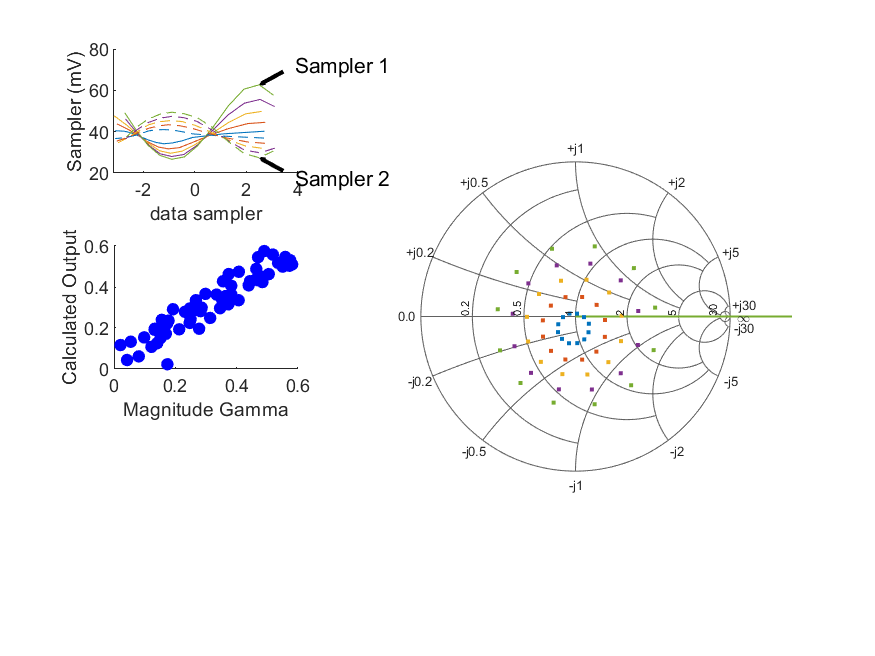 80
60
40
20
Sampler (mV)
-2
0
2
4
data sampler
Sampler 1
Sampler 2
0.6
0.4
0.2
0
Calculated Output
0
0.2
0.4
0.6
Magnitude Gamma
+j1
+j0.5
+j2
+j0.2
+j5
0.0
0.2
0.5
1
2
5
30
+j30
∞
-j30
-j0.2
-j5
-j0.5
-j2
-j1